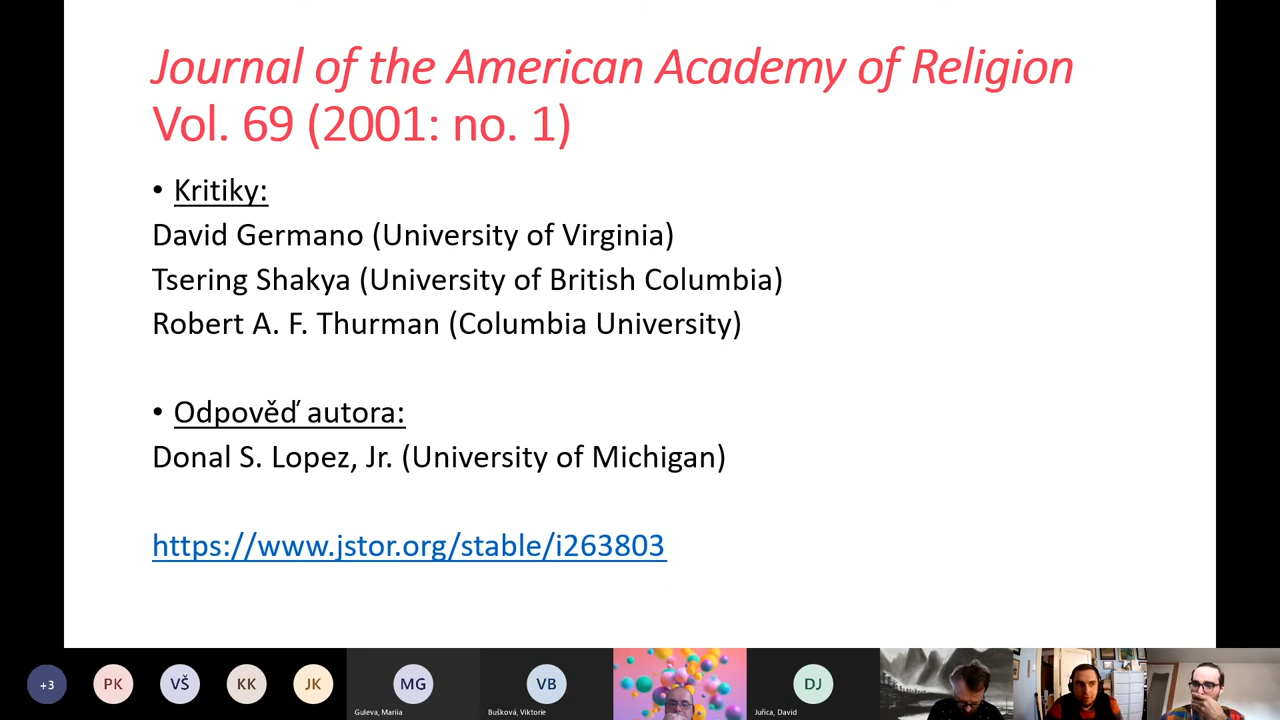 Journal of the American Academy of Religion
Vol. 69 (2001: no. 1)
• Kritiky:
David Germano (University of Virginia)
Tsering Shakya (University of British Columbia)
Robert A. F. Thurman (Columbia University)
• Odpověď autora:
Donal S. Lopez, Jr. (University of Michigan)
https://www.jstor.org/stable/i263803
+3 PK VŠ KK JK MG VB DJ
Guleva, Mariia Bušková, Viktorie Juřica, David